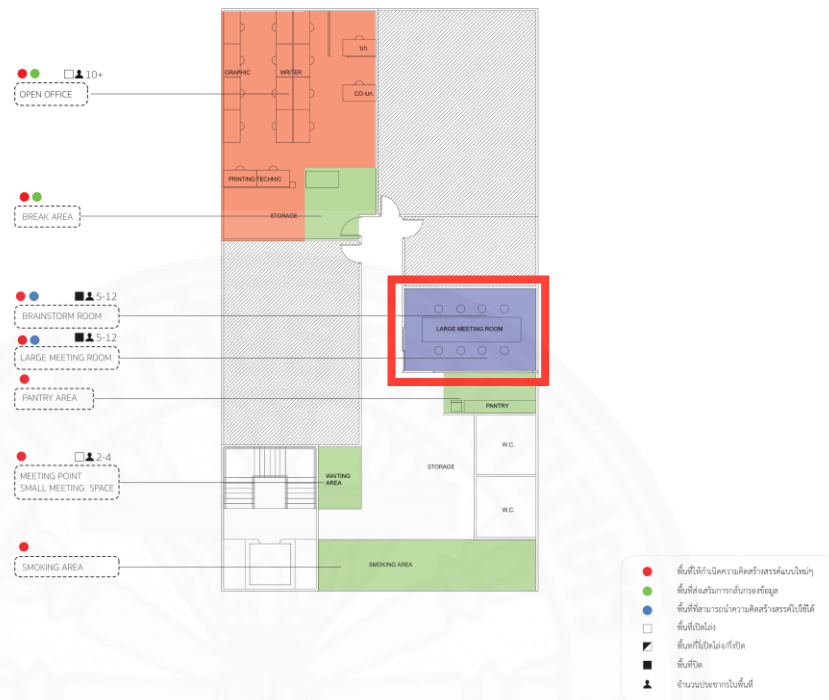 10+
OPEN OFFICE
BREAK AREA
5-12
BRAINSTORM ROOM
5-12
LARGE MEETING ROOM
PANTRY AREA
2-4
MEETING POINT
SMALL MEETING SPACE
SMOKING AREA
GRAPHIC
WRITER
บก.
CO-บก.
PRINTING TECHNIC
STORAGE
LARGE MEETING ROOM
PANTRY
W.C.
STORAGE
WAITING
AREA
W.C.
SMOKING AREA
พื้นที่ให้กำเนิดความคิดสร้างสรรค์แบบใหม่ๆ
พื้นที่ส่งเสริมการกลั่นกรองข้อมูล
พื้นที่ที่สามารถนำความคิดสร้างสรรค์ไปใช้ได้
พื้นที่เปิดโล่ง
พื้นที่กึ่งเปิดโล่ง/กึ่งปิด
พื้นที่ปิด
จำนวนประชากรในพื้นที่